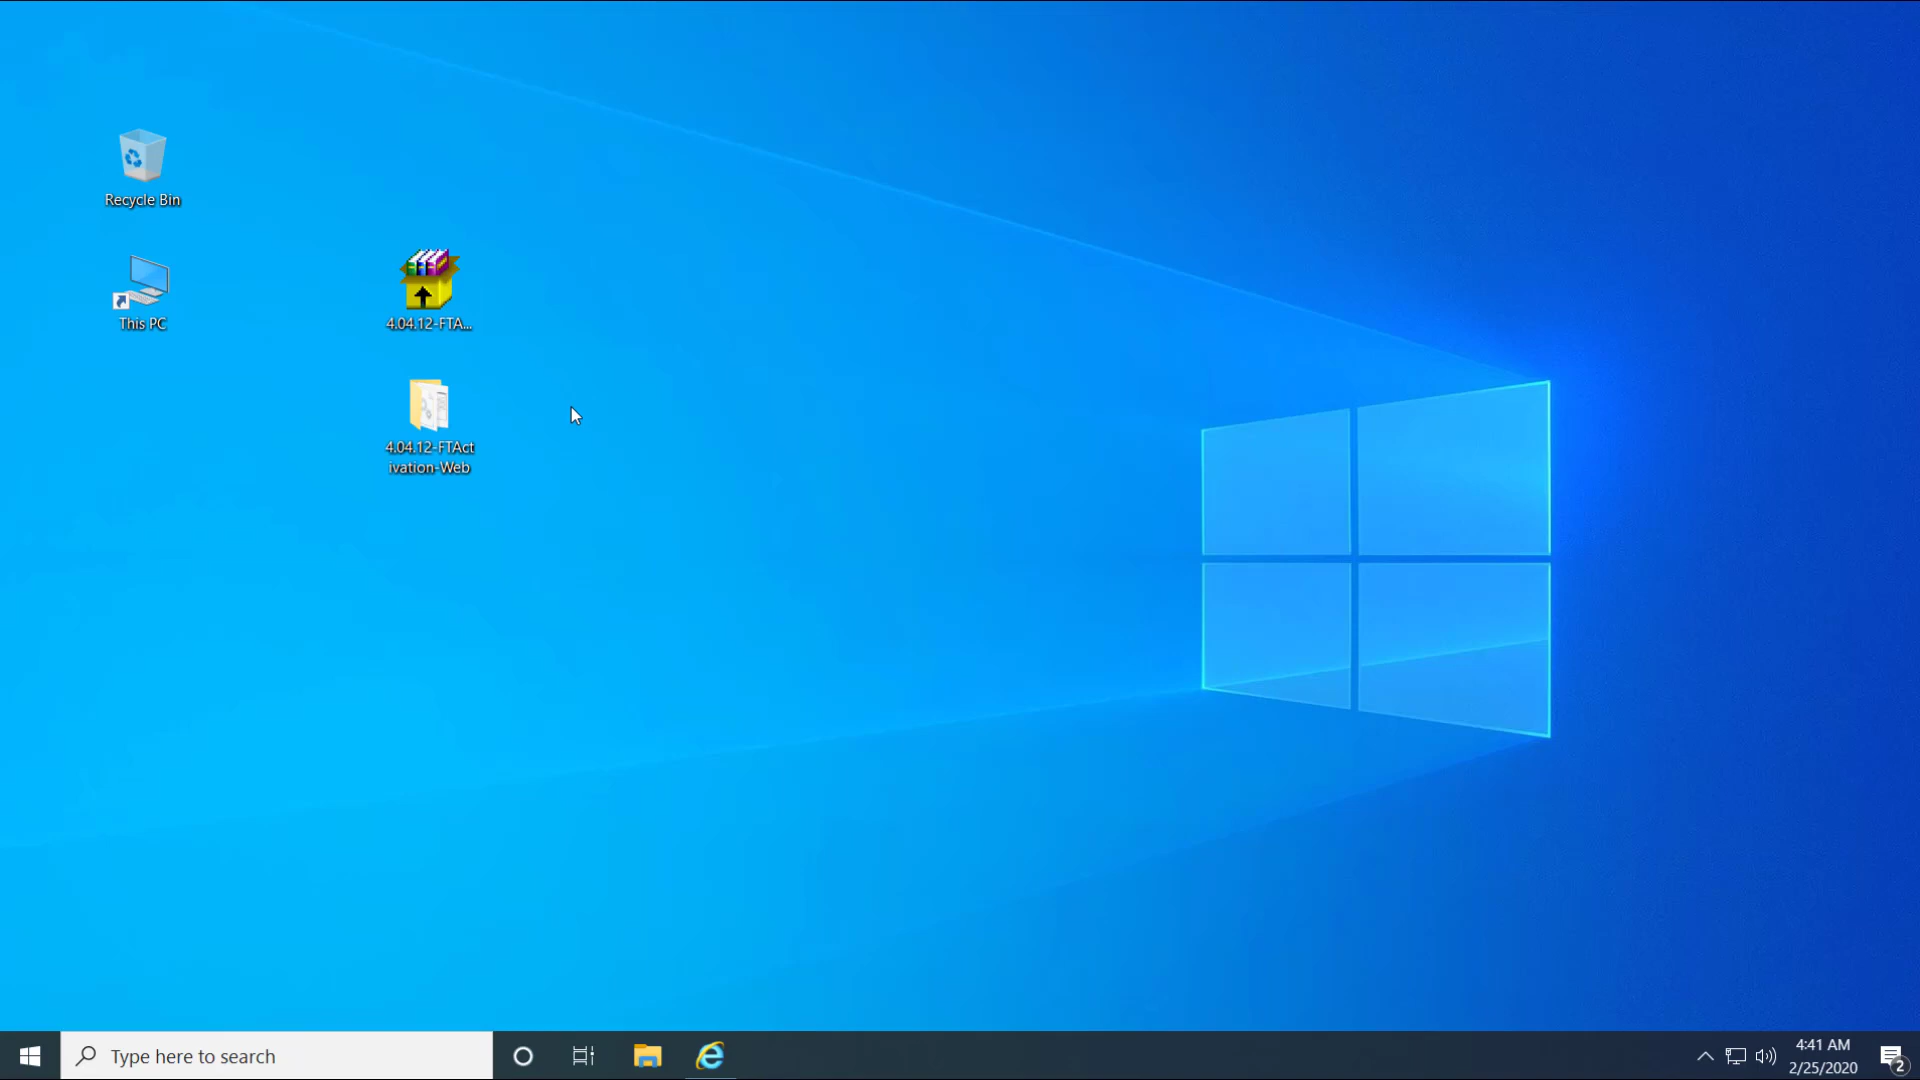 Recycle Bin
This PC
4.04.12-FTA...
4.04.12-FTAct
ivation-Web
Type here to search
4:41 AM
2/25/2020
2